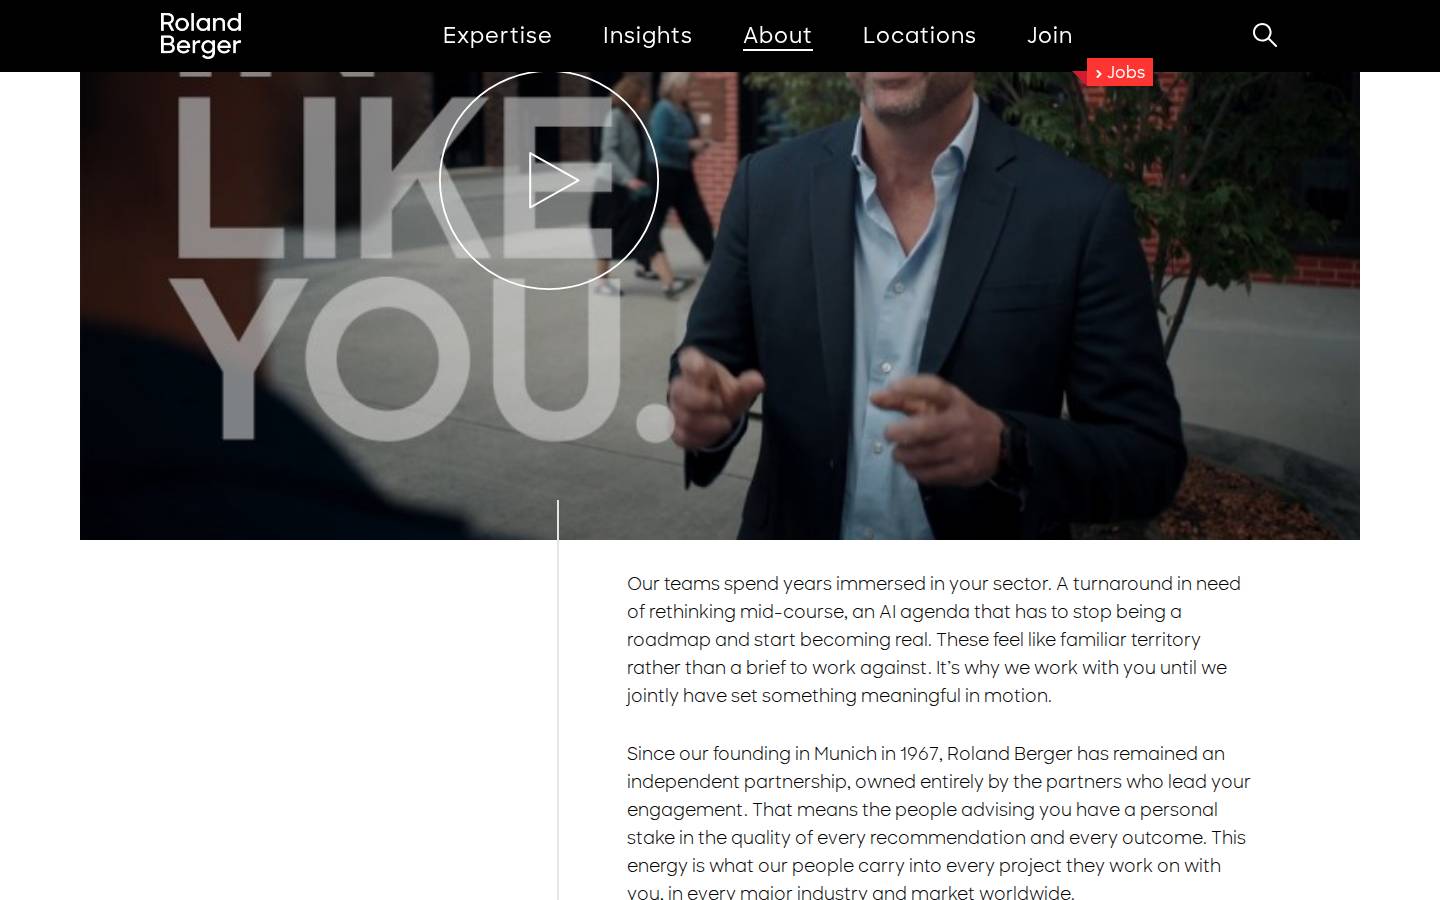 Roland
Berger
Expertise
Insights
About
Locations
Join
› Jobs
LIKE
YOU.
Our teams spend years immersed in your sector. A turnaround in need
of rethinking mid-course, an AI agenda that has to stop being a
roadmap and start becoming real. These feel like familiar territory
rather than a brief to work against. It’s why we work with you until we
jointly have set something meaningful in motion.
Since our founding in Munich in 1967, Roland Berger has remained an
independent partnership, owned entirely by the partners who lead your
engagement. That means the people advising you have a personal
stake in the quality of every recommendation and every outcome. This
energy is what our people carry into every project they work on with
you, in every major industry and market worldwide.